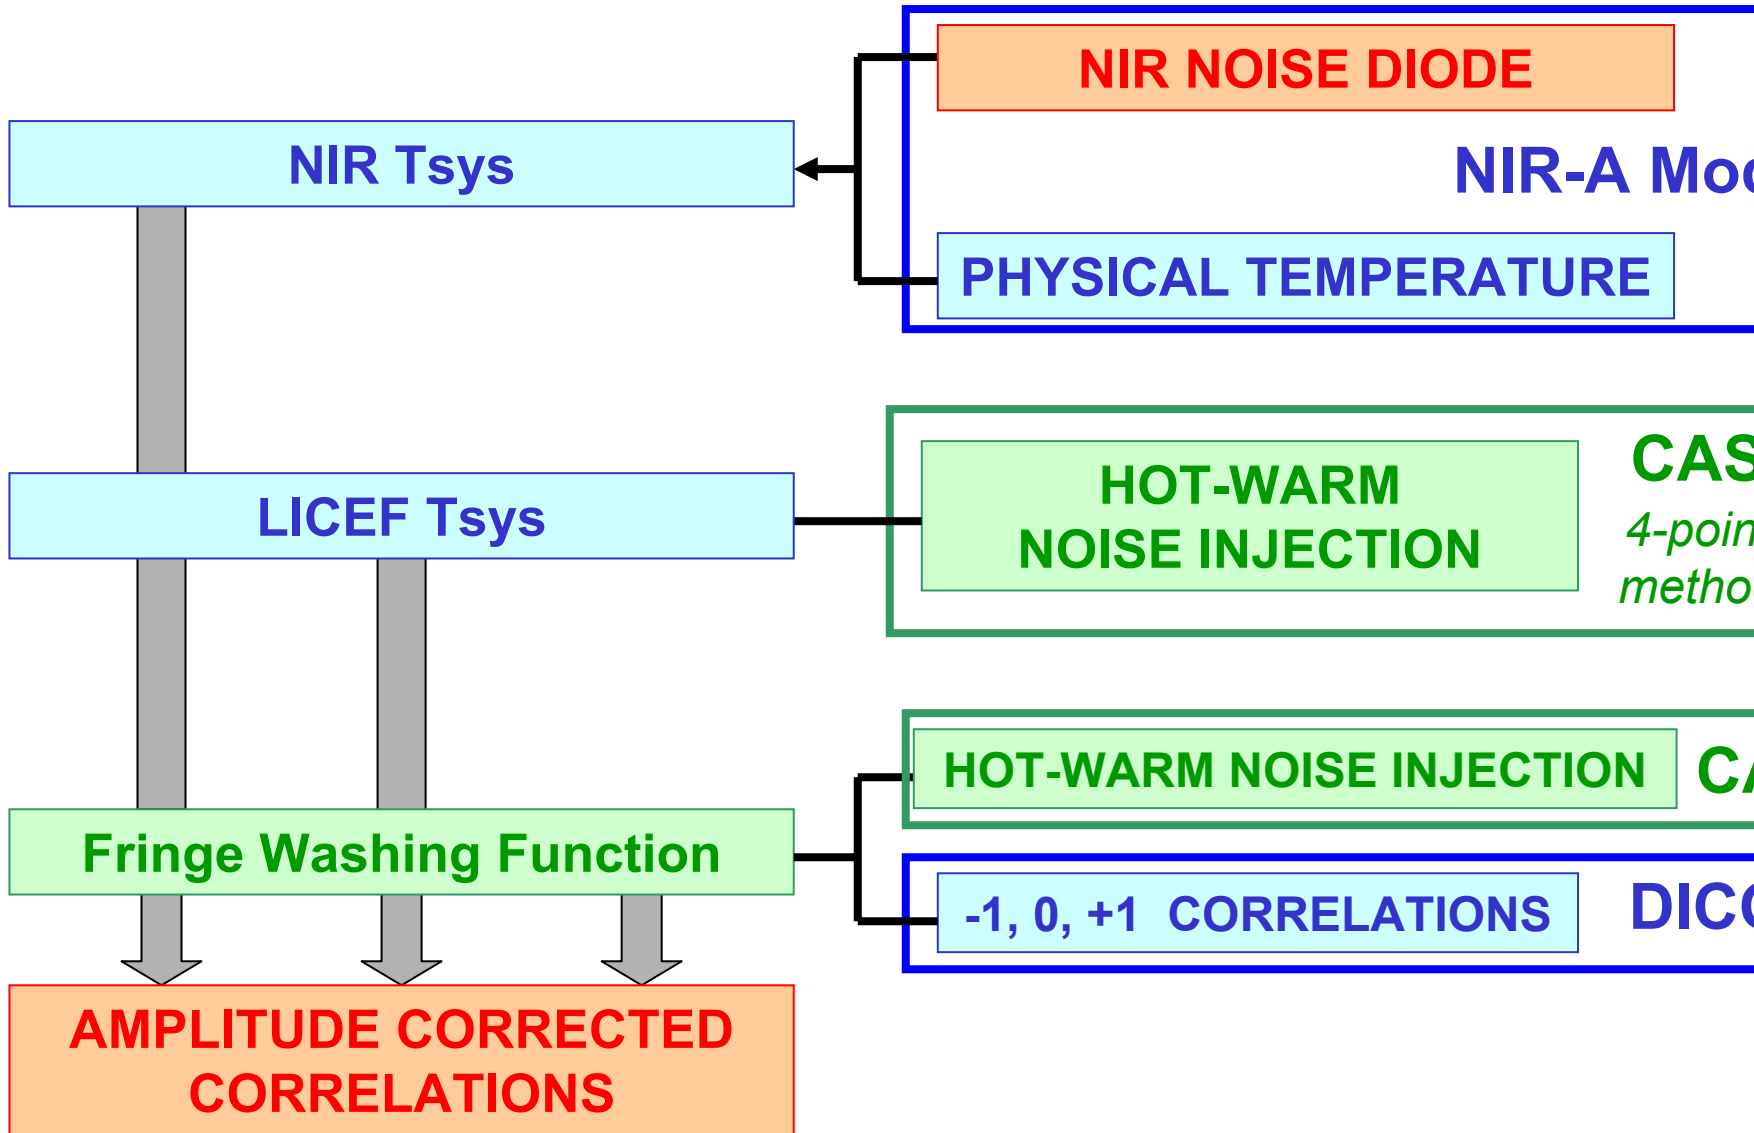 NIR NOISE DIODE
NIR Tsys
NIR-A
PHYSICAL TEMPERATURE
HOT-WARM
NOISE INJECTION
LICEF Tsys
HOT-WARM NOISE INJECTION
Fringe Washing Function
-1, 0, +1 CORRELATIONS
AMPLITUDE CORRECTED
CORRELATIONS